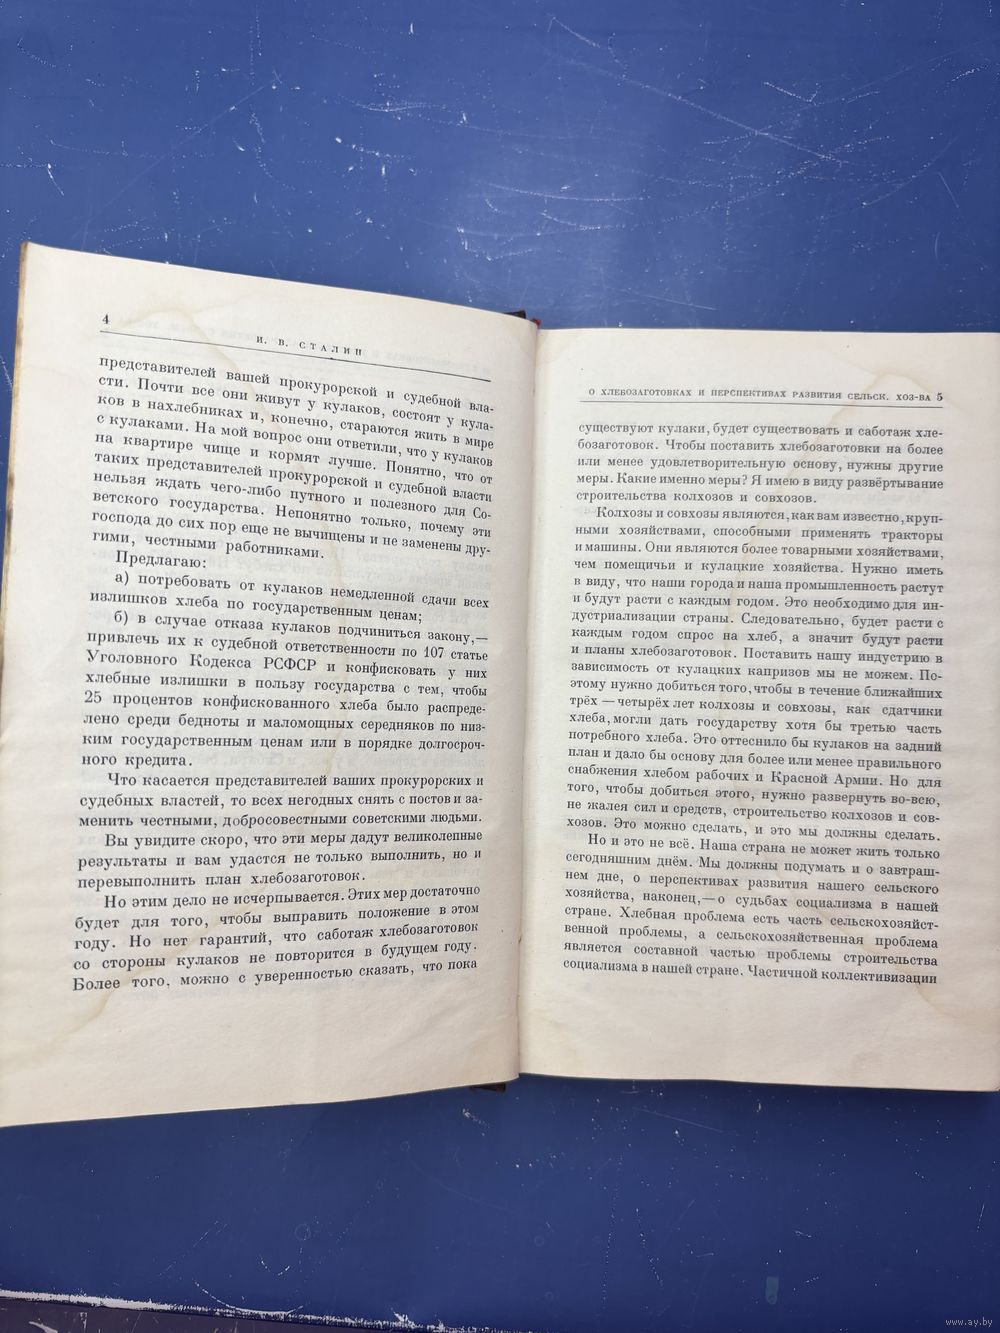 4
И. В. СТАЛИН
представителей вашей прокурорской и судебной вла-
сти. Почти все они живут у кулаков, состоят у кула-
ков в нахлебниках и, конечно, стараются жить в мире
с кулаками. На мой вопрос они ответили, что у кулаков
на квартире чище и кормят лучше. Понятно, что от
таких представителей прокурорской и судебной власти
нельзя ждать чего-либо путного и полезного для Со-
ветского государства. Непонятно только, почему эти
господа до сих пор еще не вычищены и не заменены дру-
гими, честными работниками.
Предлагаю:
а) потребовать от кулаков немедленной сдачи всех
излишков хлеба по государственным ценам;
б) в случае отказа кулаков подчиниться закону,—
привлечь их к судебной ответственности по 107 статье
Уголовного Кодекса РСФСР и конфисковать у них
хлебные излишки в пользу государства с тем, чтобы
25 процентов конфискованного хлеба было распреде-
лено среди бедноты и маломощных середняков по низ-
ким государственным ценам или в порядке долгосроч-
ного кредита.
Что касается представителей ваших прокурорских и
судебных властей, то всех негодных снять с постов и за-
менить честными, добросовестными советскими людьми.
Вы увидите скоро, что эти меры дадут великолепные
результаты и вам удастся не только выполнить, но и
перевыполнить план хлебозаготовок.
Но этим дело не исчерпывается. Этих мер достаточно
будет для того, чтобы выправить положение в этом
году. Но нет гарантий, что саботаж хлебозаготовок
со стороны кулаков не повторится в будущем году.
Более того, можно с уверенностью сказать, что пока
О ХЛЕБОЗАГОТОВКАХ И ПЕРСПЕКТИВАХ РАЗВИТИЯ СЕЛЬСК. ХОЗ-ВА 5
существуют кулаки, будет существовать и саботаж хле-
бозаготовок. Чтобы поставить хлебозаготовки на более
или менее удовлетворительную основу, нужны другие
меры. Какие именно меры? Я имею в виду развёртывание
строительства колхозов и совхозов.
Колхозы и совхозы являются, как вам известно, круп-
ными хозяйствами, способными применять тракторы
и машины. Они являются более товарными хозяйствами,
чем помещичьи и кулацкие хозяйства. Нужно иметь
в виду, что наши города и наша промышленность растут
и будут расти с каждым годом. Это необходимо для ин-
дустриализации страны. Следовательно, будет расти с
каждым годом спрос на хлеб, а значит будут расти
и планы хлебозаготовок. Поставить нашу индустрию в
зависимость от кулацких капризов мы не можем. По-
этому нужно добиться того, чтобы в течение ближайших
трёх — четырёх лет колхозы и совхозы, как сдатчики
хлеба, могли дать государству хотя бы третью часть
потребного хлеба. Это оттеснило бы кулаков на задний
план и дало бы основу для более или менее правильного
снабжения хлебом рабочих и Красной Армии. Но для
того, чтобы добиться этого, нужно развернуть во-всю,
не жалея сил и средств, строительство колхозов и сов-
хозов. Это можно сделать, и это мы должны сделать.
Но и это не всё. Наша страна не может жить только
сегодняшним днём. Мы должны подумать и о завтраш-
нем дне, о перспективах развития нашего сельского
хозяйства, наконец,— о судьбах социализма в нашей
стране. Хлебная проблема есть часть сельскохозяйст-
венной проблемы, а сельскохозяйственная проблема
является составной частью проблемы строительства
социализма в нашей стране. Частичной коллективизации
www.ay.by